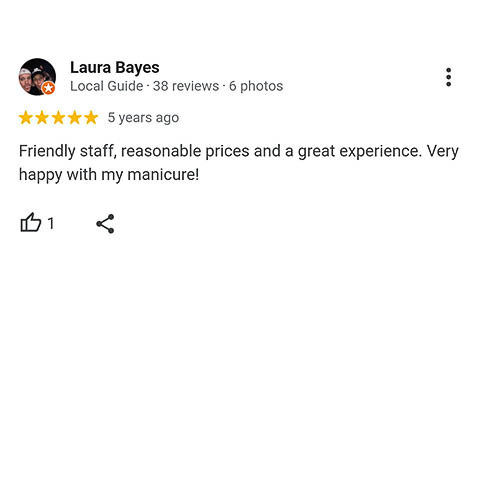 Laura Bayes
Local Guide · 38 reviews · 6 photos
5 years ago
Friendly staff, reasonable prices and a great experience. Very
happy with my manicure!
1